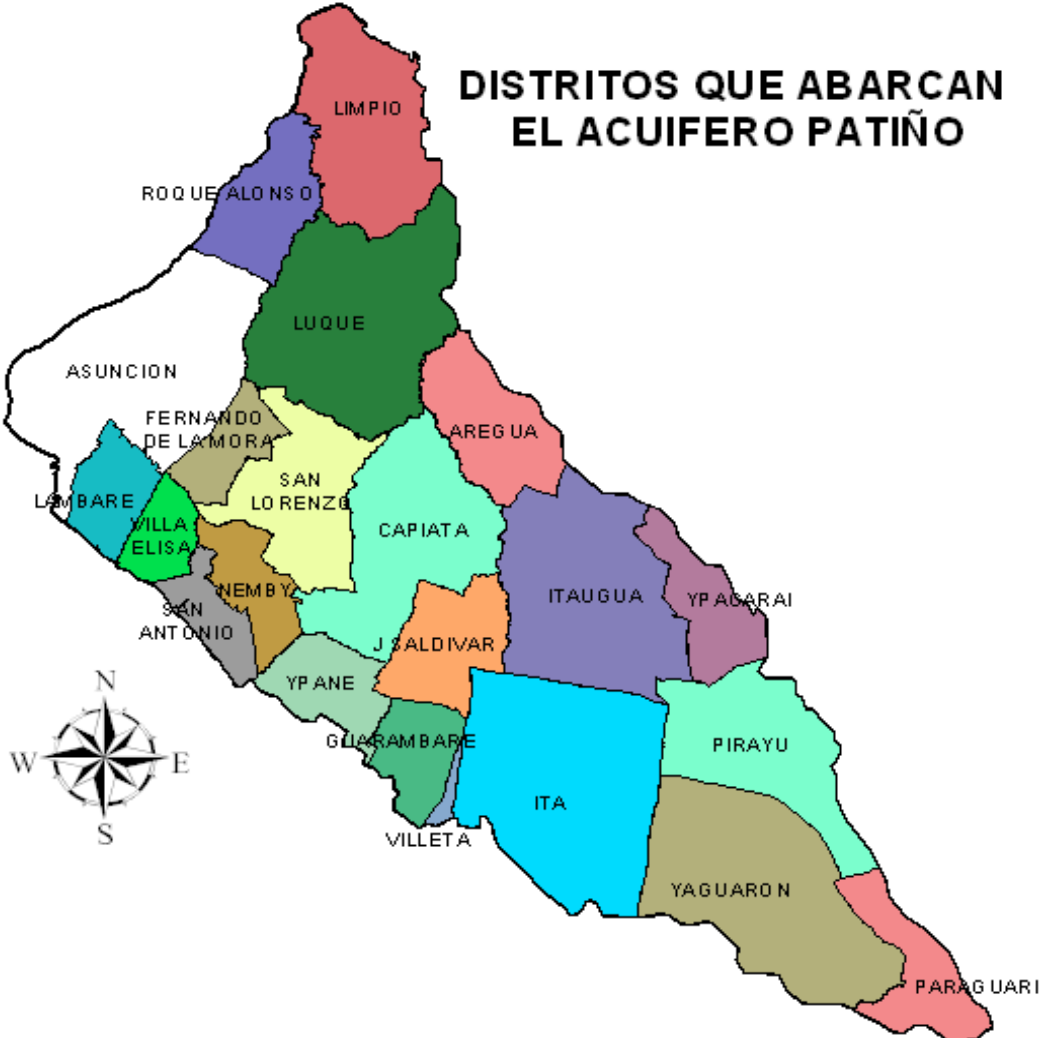 DISTRITOS QUE ABARCAN
EL ACUIFERO PATIÑO
LIMPIO
ROQUE ALONSO
LUQUE
ASUNCION
FERNANDO
DE LA MORA
AREGUA
LAMBARE
VILLA
ELISA
SAN
LORENZO
CAPIATA
NEMBY
SAN
ANTONIO
ITAUGUA
YPACARAI
J SALDIVAR
YPANE
GUARAMBARE
PIRAYU
ITA
VILLETA
YAGUARON
PARAGUARI
N
W
E
S